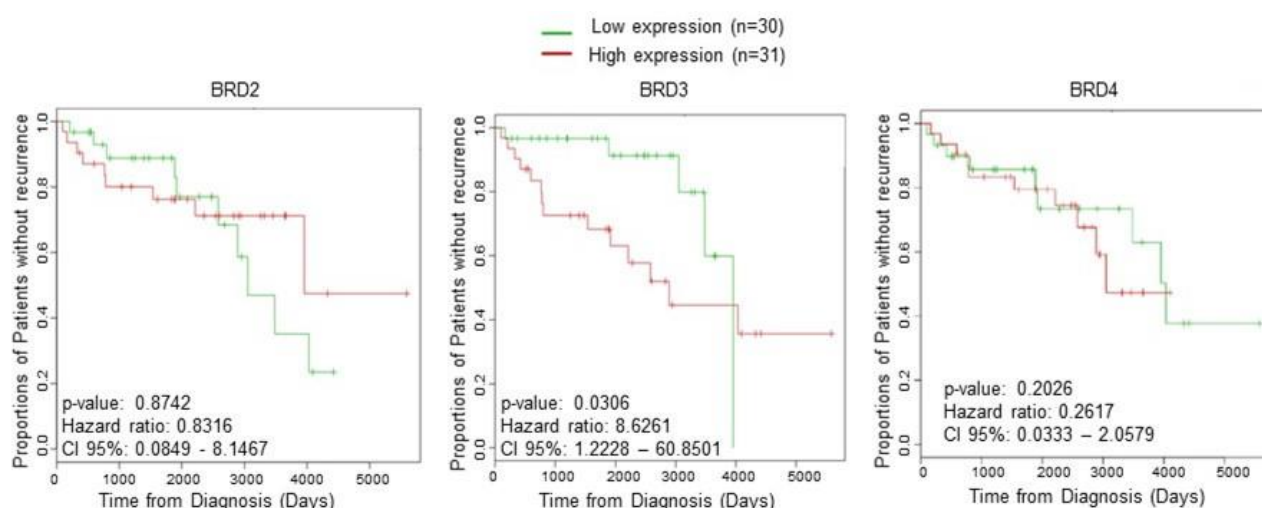 Low expression (n=30)
High expression (n=31)
BRD2
Proportions of Patients without recurrence
1.0
0.8
0.6
0.4
0.2
0.0
p-value: 0.8742
Hazard ratio: 0.8316
CI 95%: 0.0849 - 8.1467
0 1000 2000 3000 4000 5000
Time from Diagnosis (Days)
BRD3
Proportions of Patients without recurrence
1.0
0.8
0.6
0.4
0.2
0.0
p-value: 0.0306
Hazard ratio: 8.6261
CI 95%: 1.2228 – 60.8501
0 1000 2000 3000 4000 5000
Time from Diagnosis (Days)
BRD4
Proportions of Patients without recurrence
1.0
0.8
0.6
0.4
0.2
0.0
p-value: 0.2026
Hazard ratio: 0.2617
CI 95%: 0.0333 – 2.0579
0 1000 2000 3000 4000 5000
Time from Diagnosis (Days)